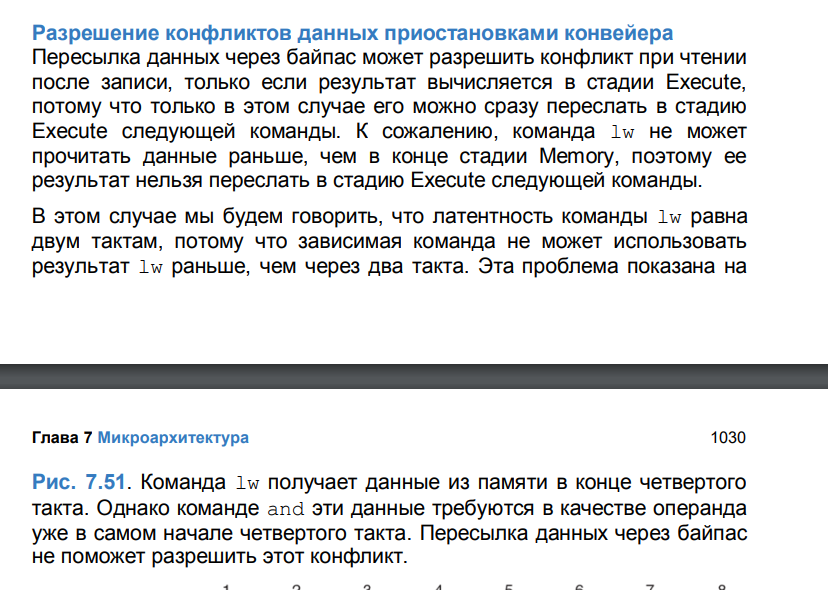 Разрешение конфликтов данных приостановками конвейера
Пересылка данных через байпас может разрешить конфликт при чтении
после записи, только если результат вычисляется в стадии Execute,
потому что только в этом случае его можно сразу переслать в стадию
Execute следующей команды. К сожалению, команда lw не может
прочитать данные раньше, чем в конце стадии Memory, поэтому ее
результат нельзя переслать в стадию Execute следующей команды.
В этом случае мы будем говорить, что латентность команды lw равна
двум тактам, потому что зависимая команда не может использовать
результат lw раньше, чем через два такта. Эта проблема показана на
Глава 7 Микроархитектура 1030
Рис. 7.51. Команда lw получает данные из памяти в конце четвертого
такта. Однако команде and эти данные требуются в качестве операнда
уже в самом начале четвертого такта. Пересылка данных через байпас
не поможет разрешить этот конфликт.
1 2 3 4 5 6 7 8